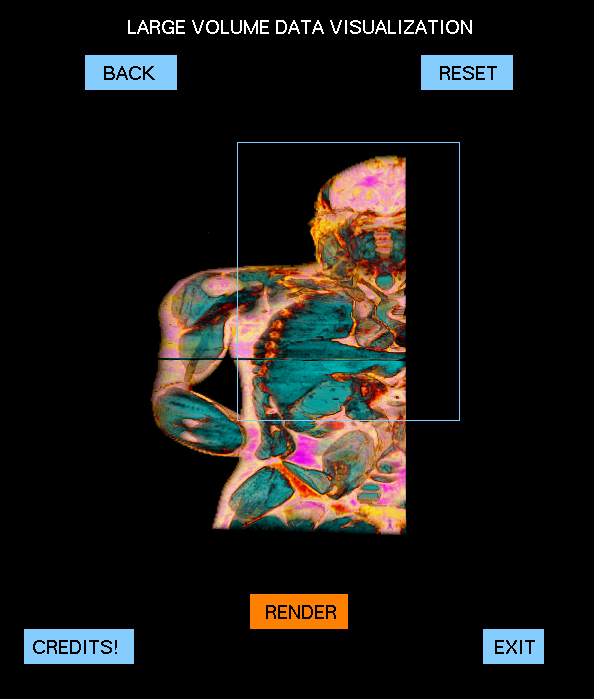 LARGE VOLUME DATA VISUALIZATION
BACK
RESET
RENDER
CREDITS!
EXIT